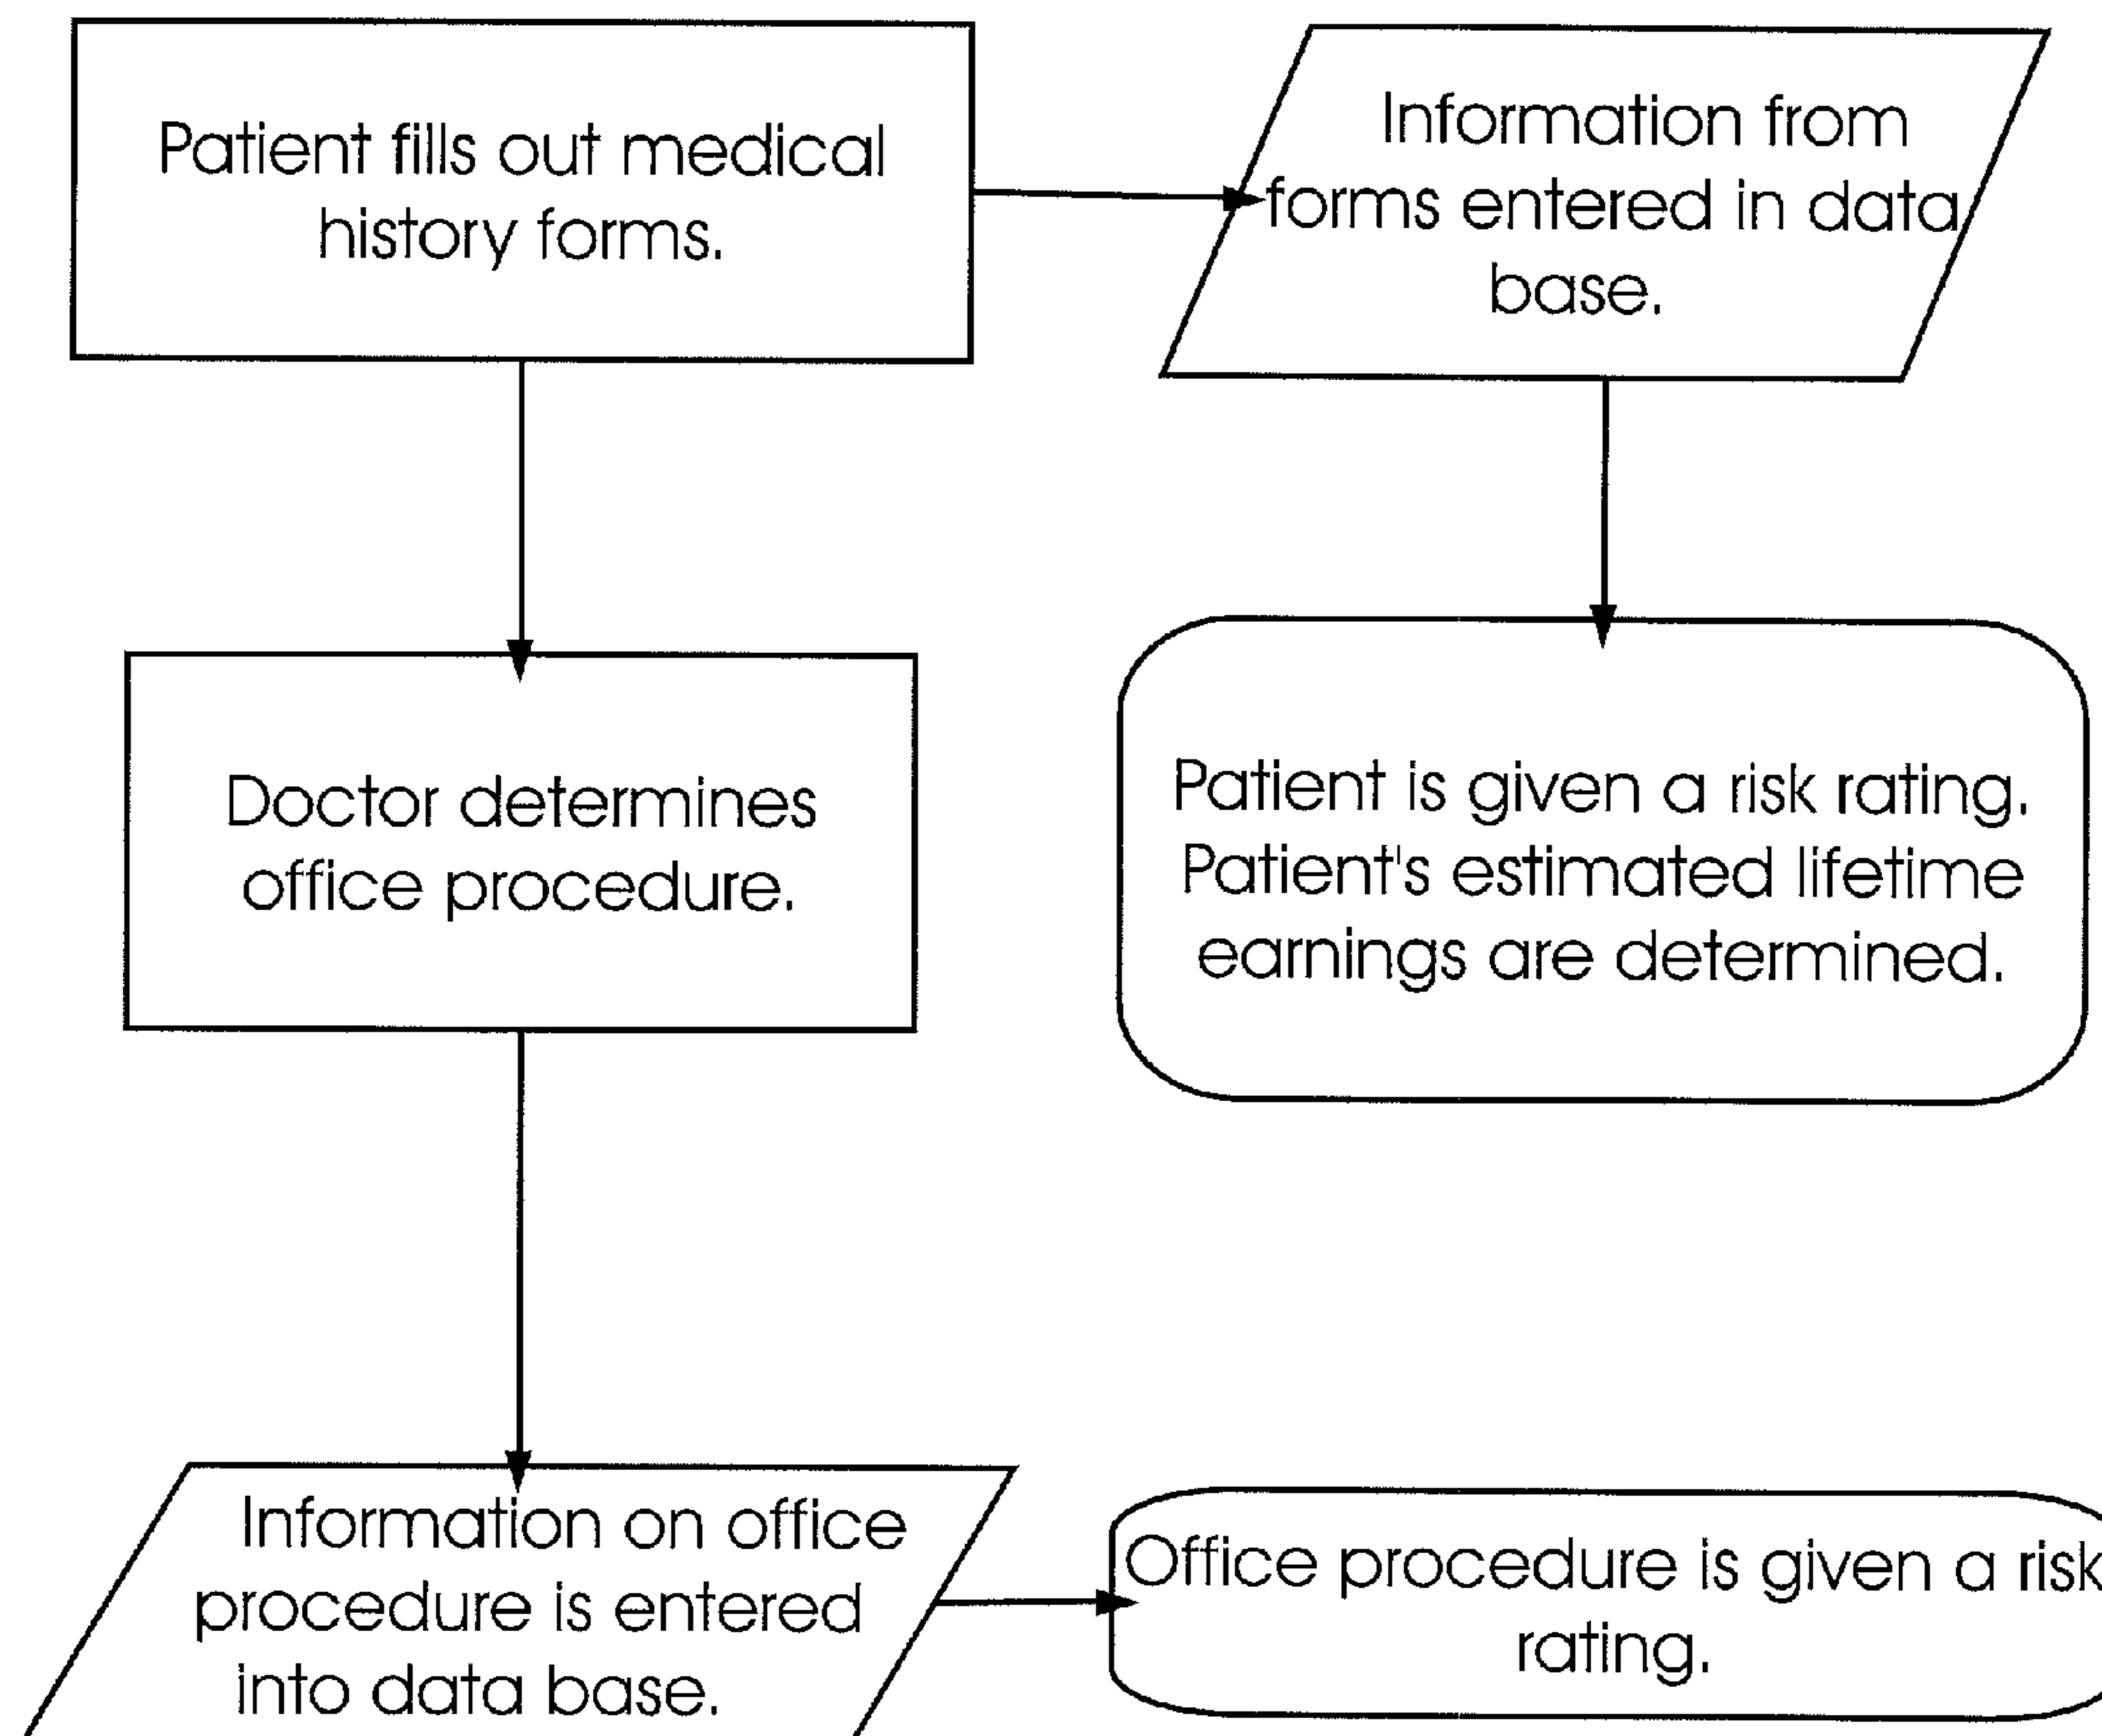 Patient fills out medical
history forms.
Information from
forms entered in data
base.
Doctor determines
office procedure.
Patient is given a risk rating.
Patient's estimated lifetime
earnings are determined.
Information on office
procedure is entered
into data base.
Office procedure is given a risk
rating.